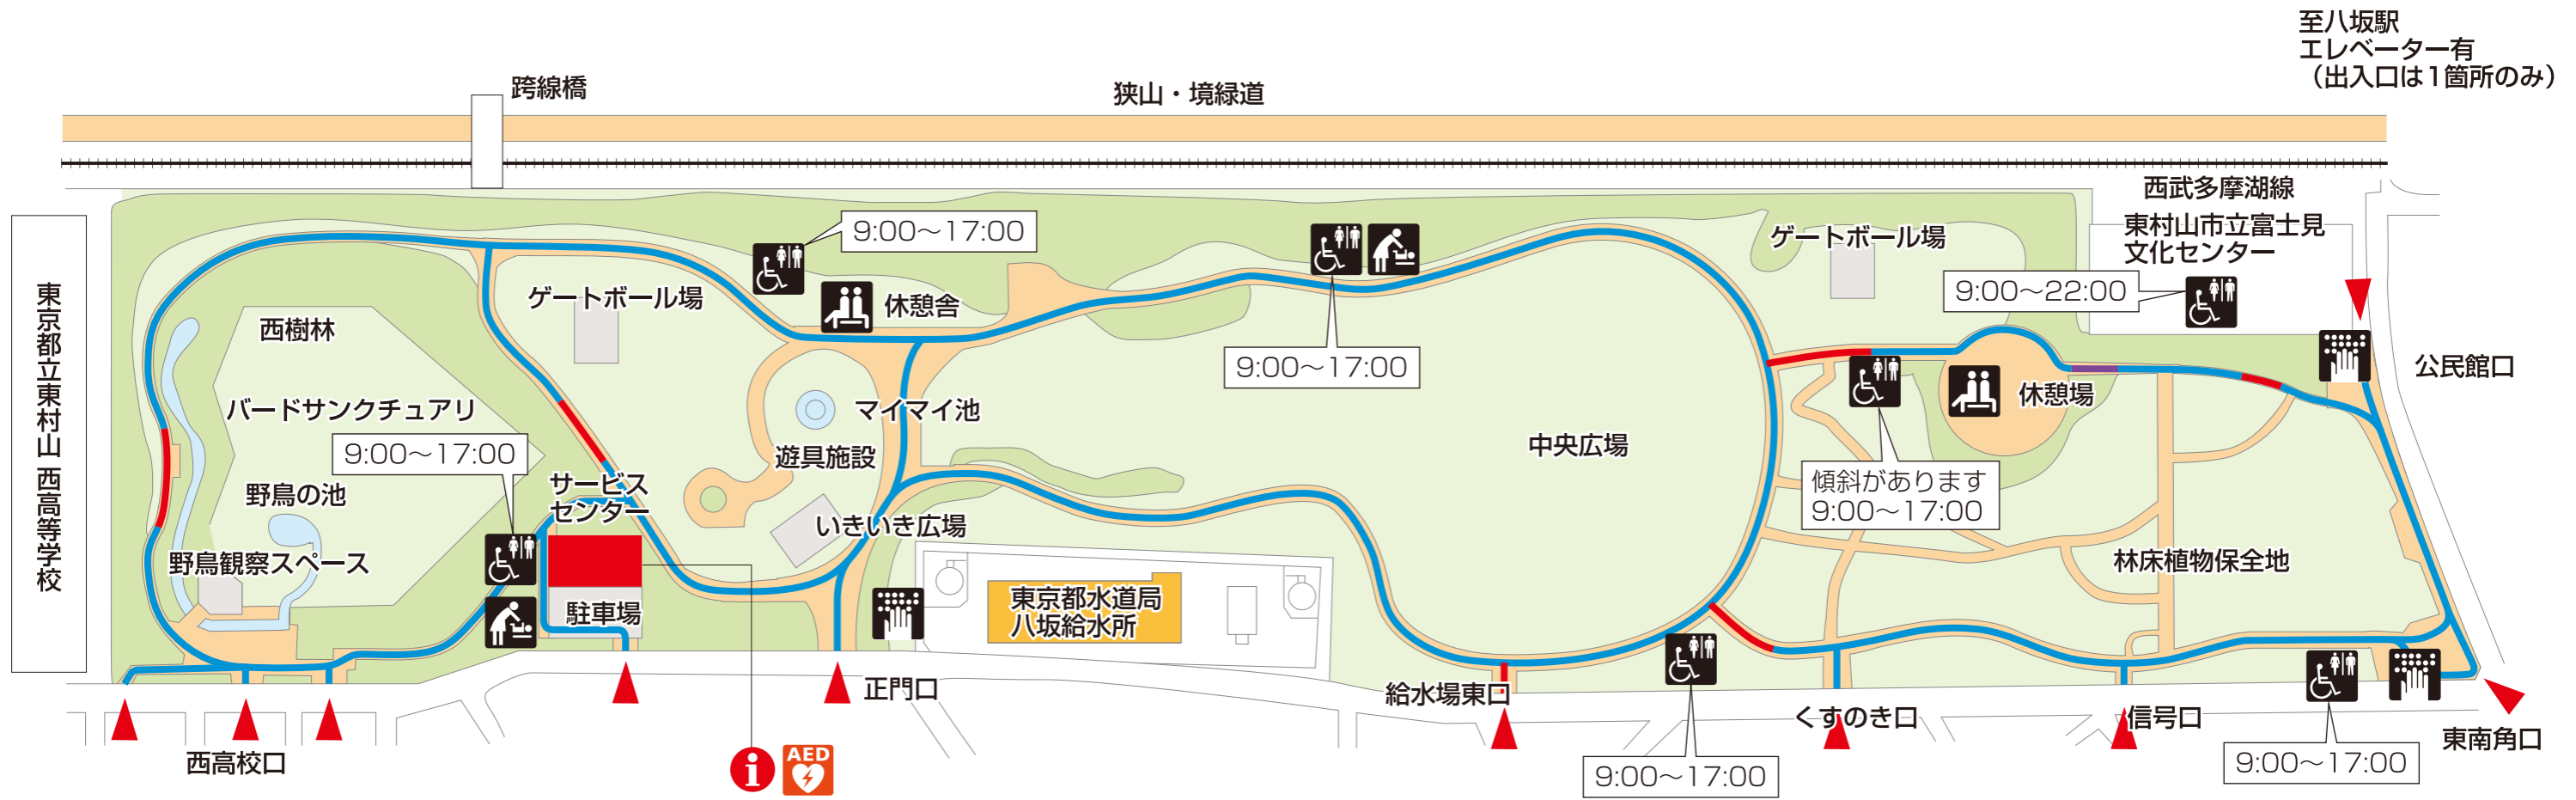 至八坂駅
エレベーター有
（出入口は1箇所のみ）
跨線橋
狭山・境緑道
西武多摩湖線
東村山市立富士見
文化センター
9:00～17:00
ゲートボール場
9:00～22:00
ゲートボール場
休憩舎
9:00～17:00
公民館口
東京都立東村山 西高等学校
西樹林
バードサンクチュアリ
マイマイ池
休憩場
9:00～17:00
遊具施設
中央広場
傾斜があります
9:00～17:00
野鳥の池
サービス
センター
いきいき広場
野鳥観察スペース
林床植物保全地
駐車場
東京都水道局
八坂給水所
正門口
給水場東口
くすのき口
信号口
東南角口
西高校口
i
AED
9:00～17:00
9:00～17:00